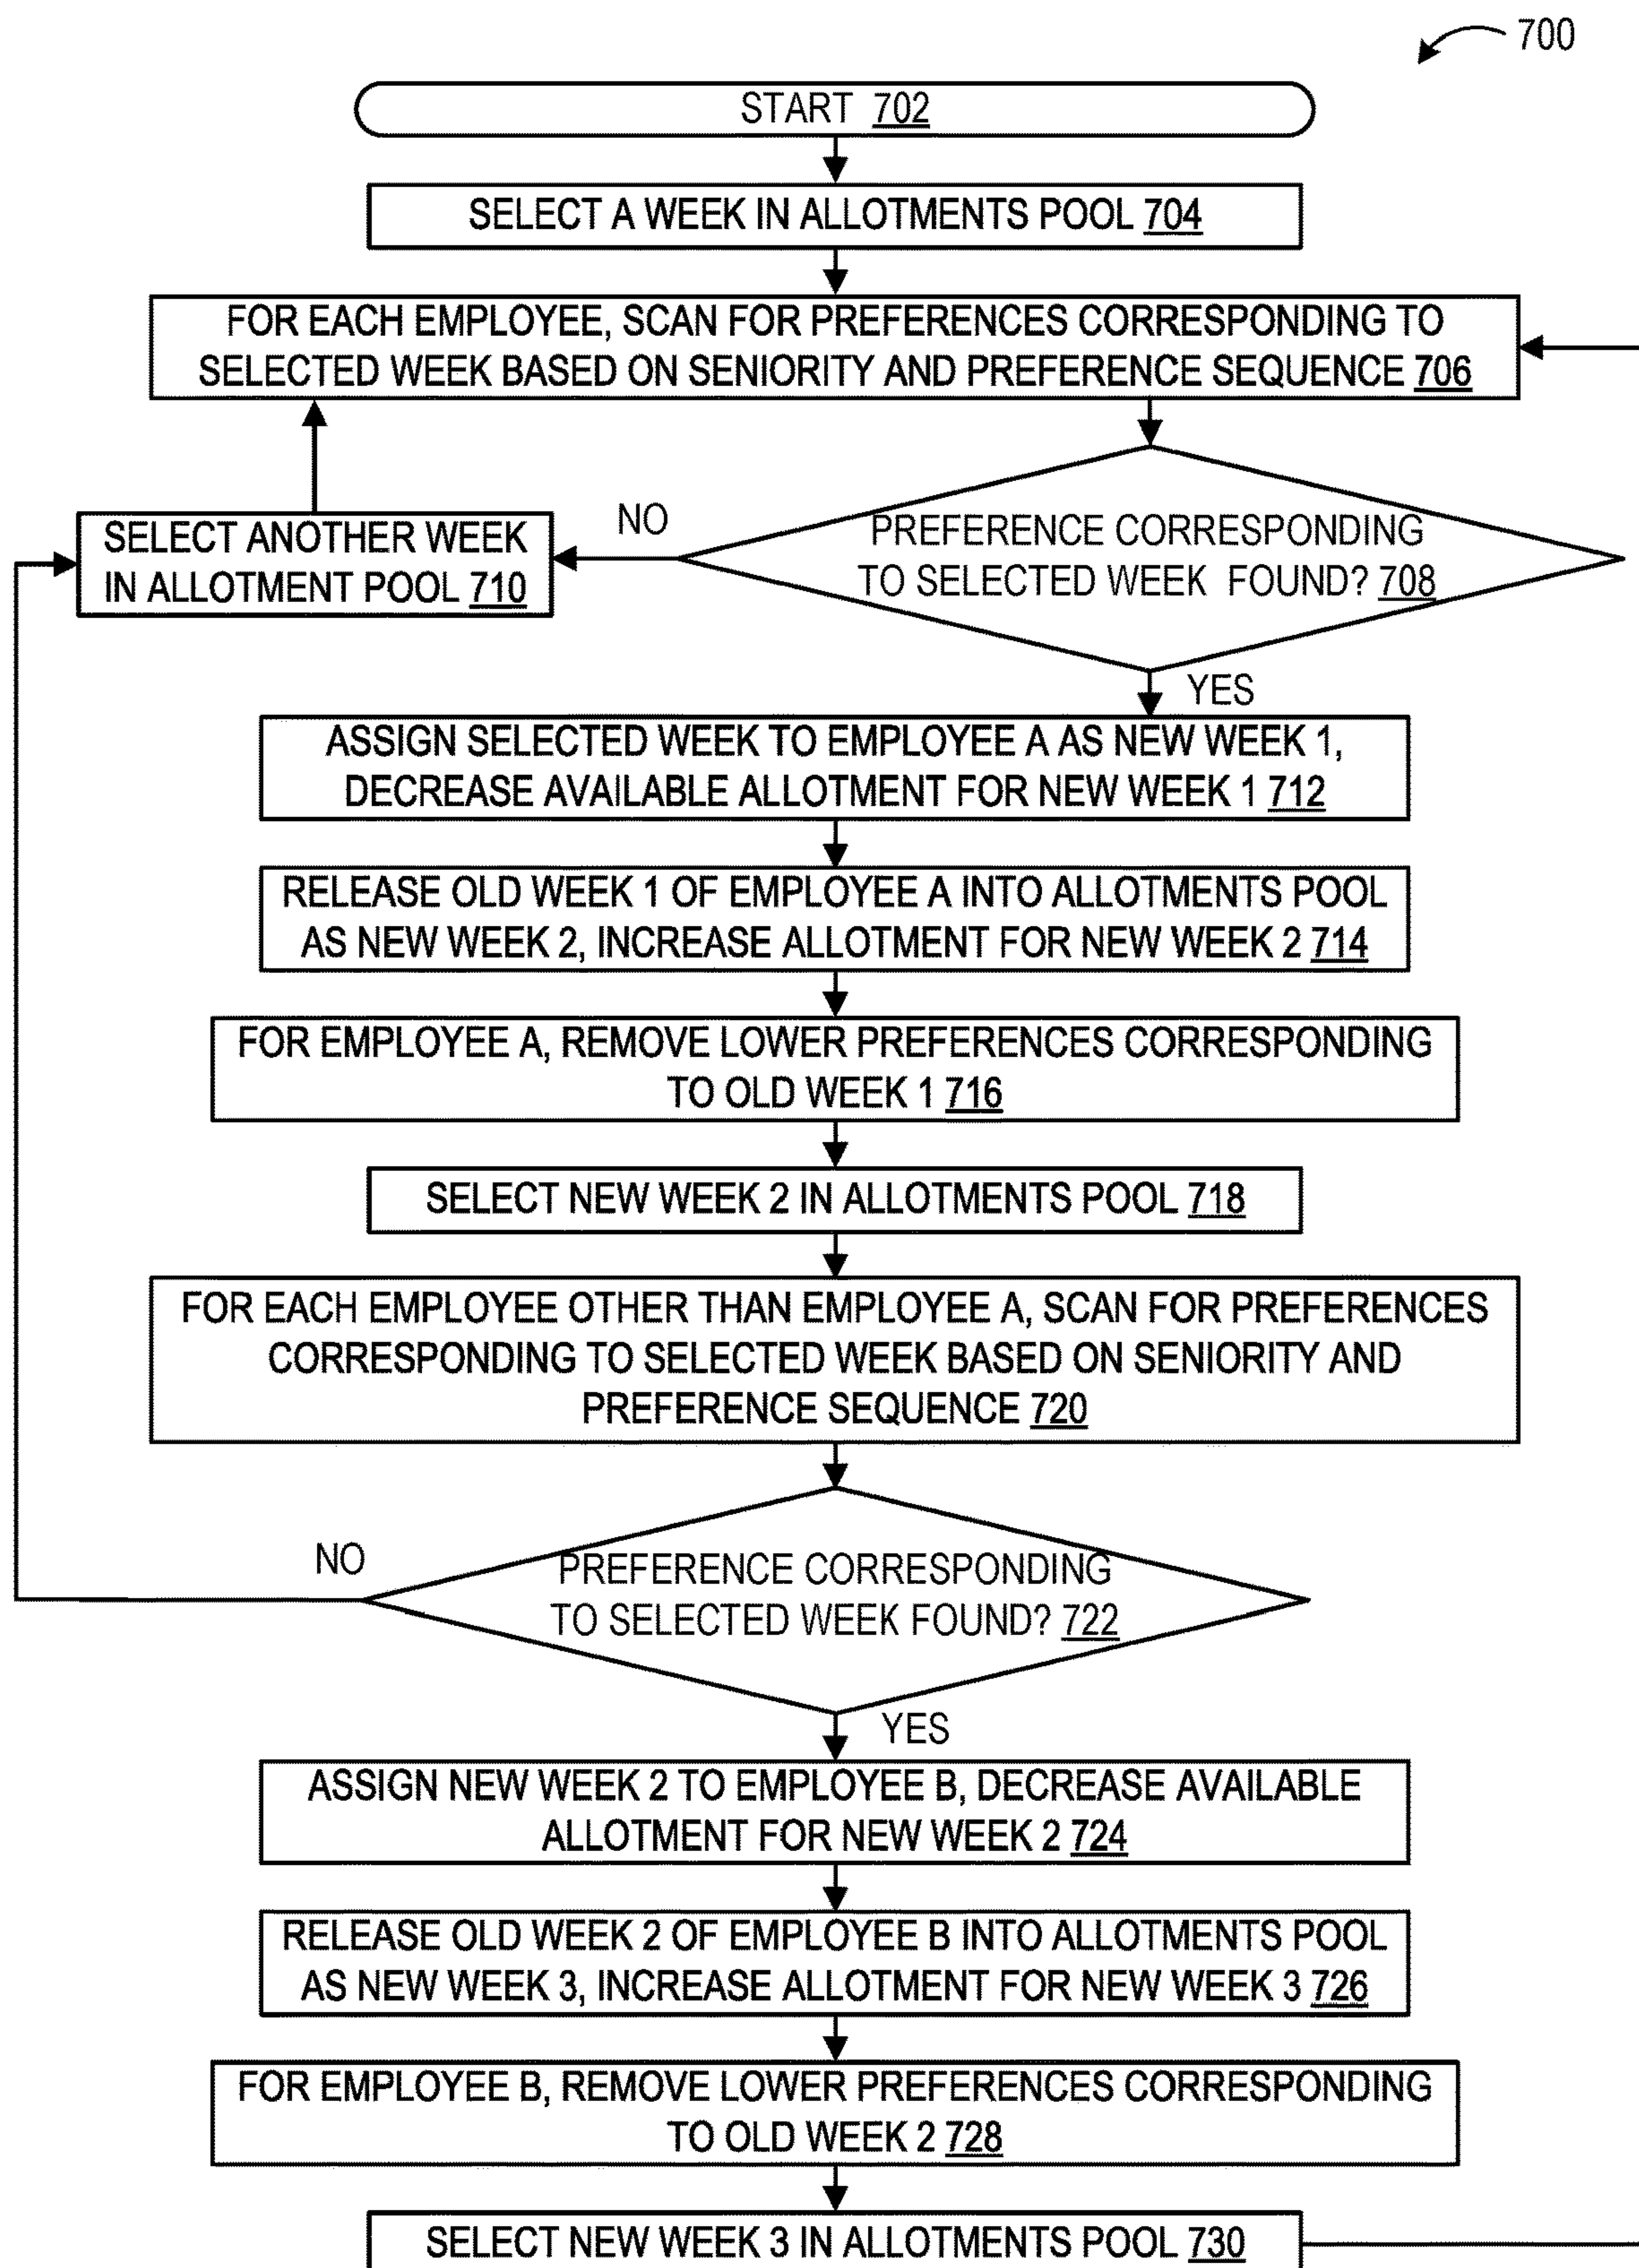 700
START 702
SELECT A WEEK IN ALLOTMENTS POOL 704
FOR EACH EMPLOYEE, SCAN FOR PREFERENCES CORRESPONDING TO
SELECTED WEEK BASED ON SENIORITY AND PREFERENCE SEQUENCE 706
NO
PREFERENCE CORRESPONDING
TO SELECTED WEEK FOUND? 708
SELECT ANOTHER WEEK
IN ALLOTMENT POOL 710
YES
ASSIGN SELECTED WEEK TO EMPLOYEE A AS NEW WEEK 1,
DECREASE AVAILABLE ALLOTMENT FOR NEW WEEK 1 712
RELEASE OLD WEEK 1 OF EMPLOYEE A INTO ALLOTMENTS POOL
AS NEW WEEK 2, INCREASE ALLOTMENT FOR NEW WEEK 2 714
FOR EMPLOYEE A, REMOVE LOWER PREFERENCES CORRESPONDING
TO OLD WEEK 1 716
SELECT NEW WEEK 2 IN ALLOTMENTS POOL 718
FOR EACH EMPLOYEE OTHER THAN EMPLOYEE A, SCAN FOR PREFERENCES
CORRESPONDING TO SELECTED WEEK BASED ON SENIORITY AND
PREFERENCE SEQUENCE 720
NO
PREFERENCE CORRESPONDING
TO SELECTED WEEK FOUND? 722
YES
ASSIGN NEW WEEK 2 TO EMPLOYEE B, DECREASE AVAILABLE
ALLOTMENT FOR NEW WEEK 2 724
RELEASE OLD WEEK 2 OF EMPLOYEE B INTO ALLOTMENTS POOL
AS NEW WEEK 3, INCREASE ALLOTMENT FOR NEW WEEK 3 726
FOR EMPLOYEE B, REMOVE LOWER PREFERENCES CORRESPONDING
TO OLD WEEK 2 728
SELECT NEW WEEK 3 IN ALLOTMENTS POOL 730